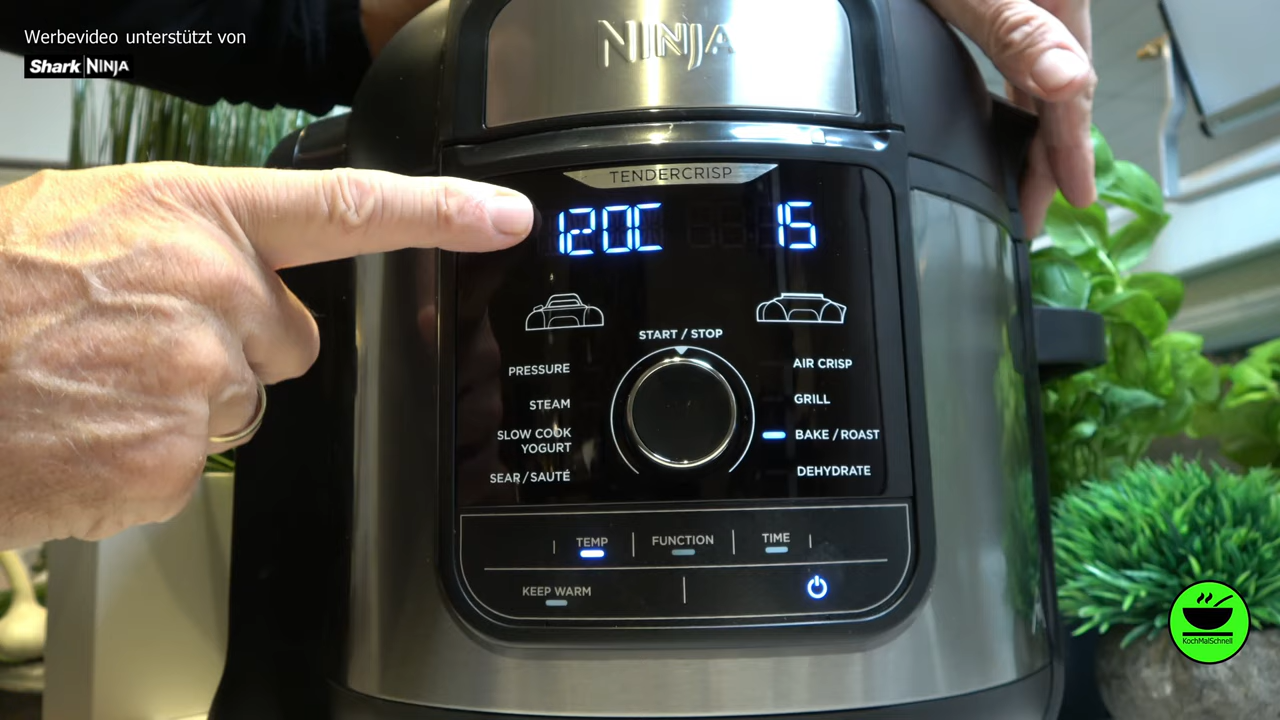 Werbevideo unterstützt von
Shark | NINJA
NINJA
TENDERCRISP
120C 15
START / STOP
PRESSURE
STEAM
SLOW COOK
YOGURT
SEAR / SAUTÉ
AIR CRISP
GRILL
BAKE / ROAST
DEHYDRATE
TEMP FUNCTION TIME
KEEP WARM
KochMalSchnell